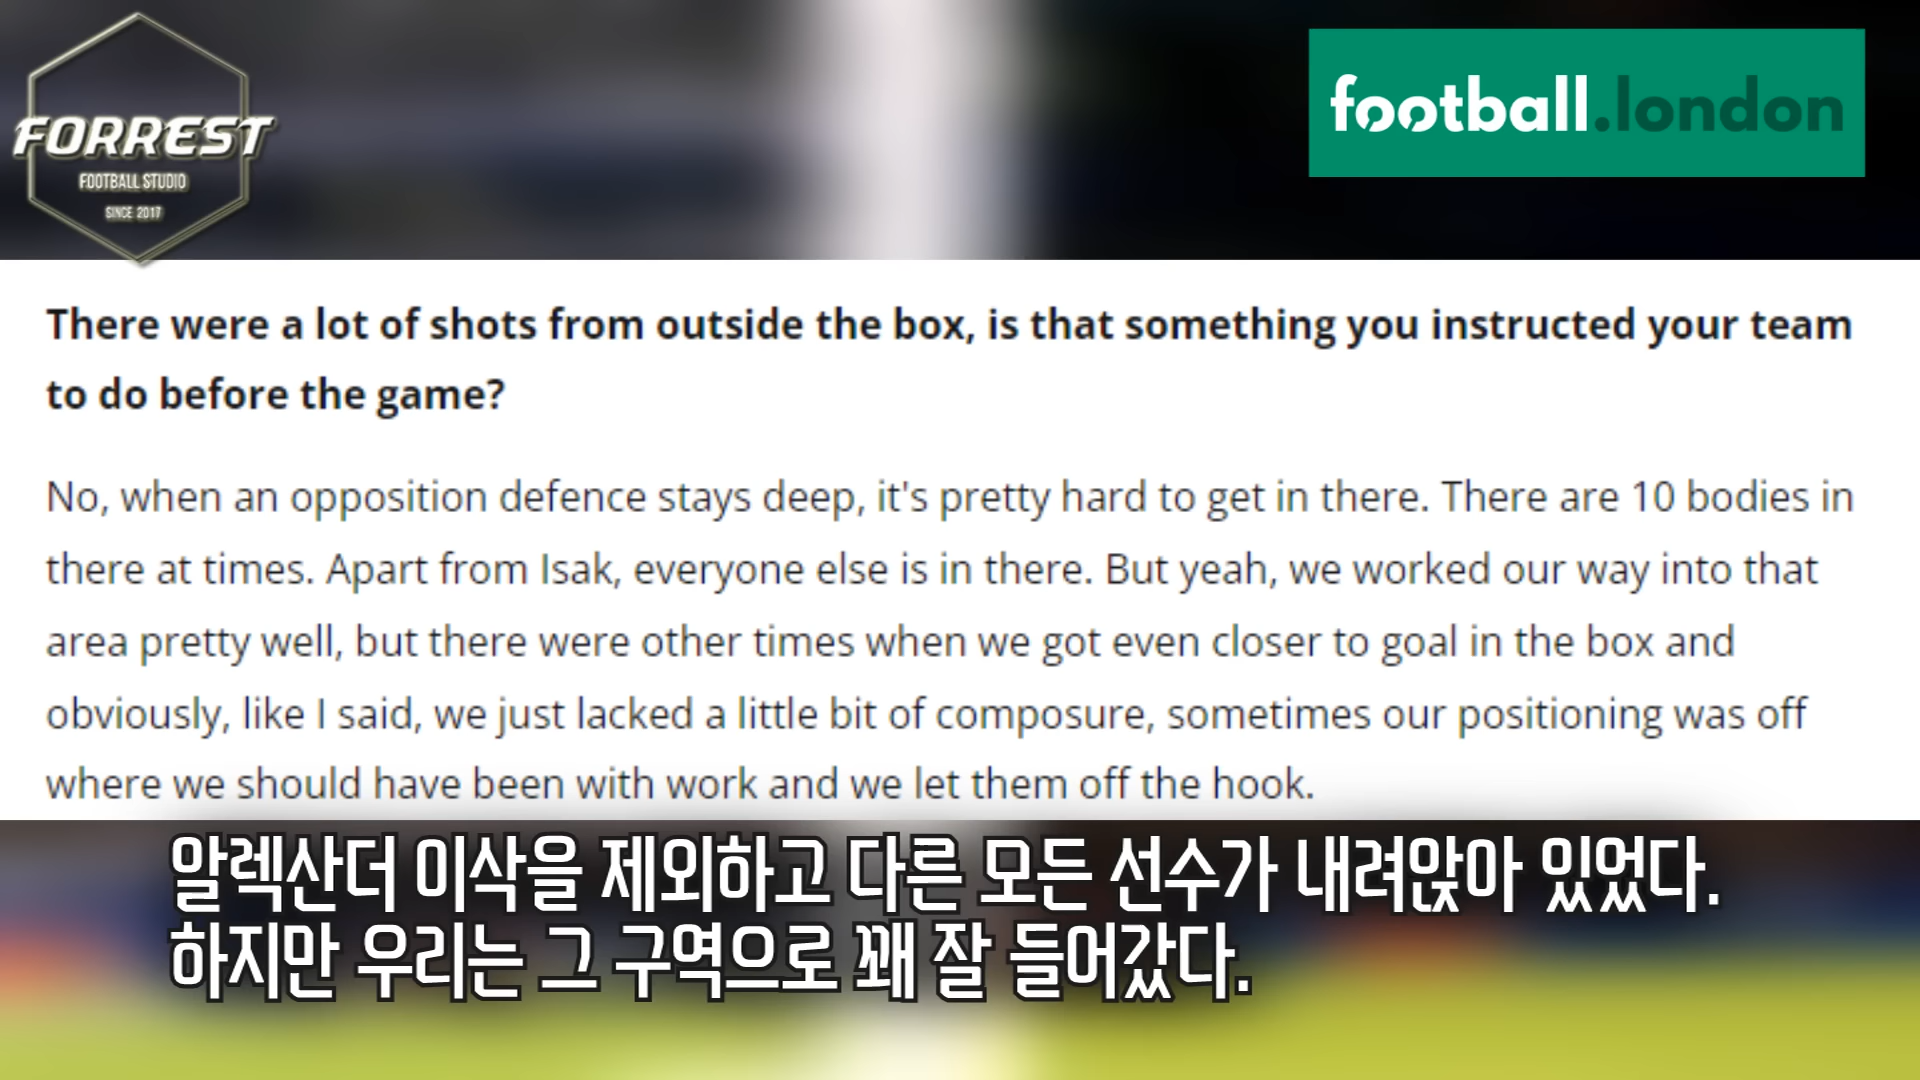 FORREST
FOOTBALL STUDIO
SINCE 2017
football.london
There were a lot of shots from outside the box, is that something you instructed your team
to do before the game?
No, when an opposition defence stays deep, it's pretty hard to get in there. There are 10 bodies in
there at times. Apart from Isak, everyone else is in there. But yeah, we worked our way into that
area pretty well, but there were other times when we got even closer to goal in the box and
obviously, like I said, we just lacked a little bit of composure, sometimes our positioning was off
where we should have been with work and we let them off the hook.
알렉산더 이삭을 제외하고 다른 모든 선수가 내려앉아 있었다.
하지만 우리는 그 구역으로 꽤 잘 들어갔다.